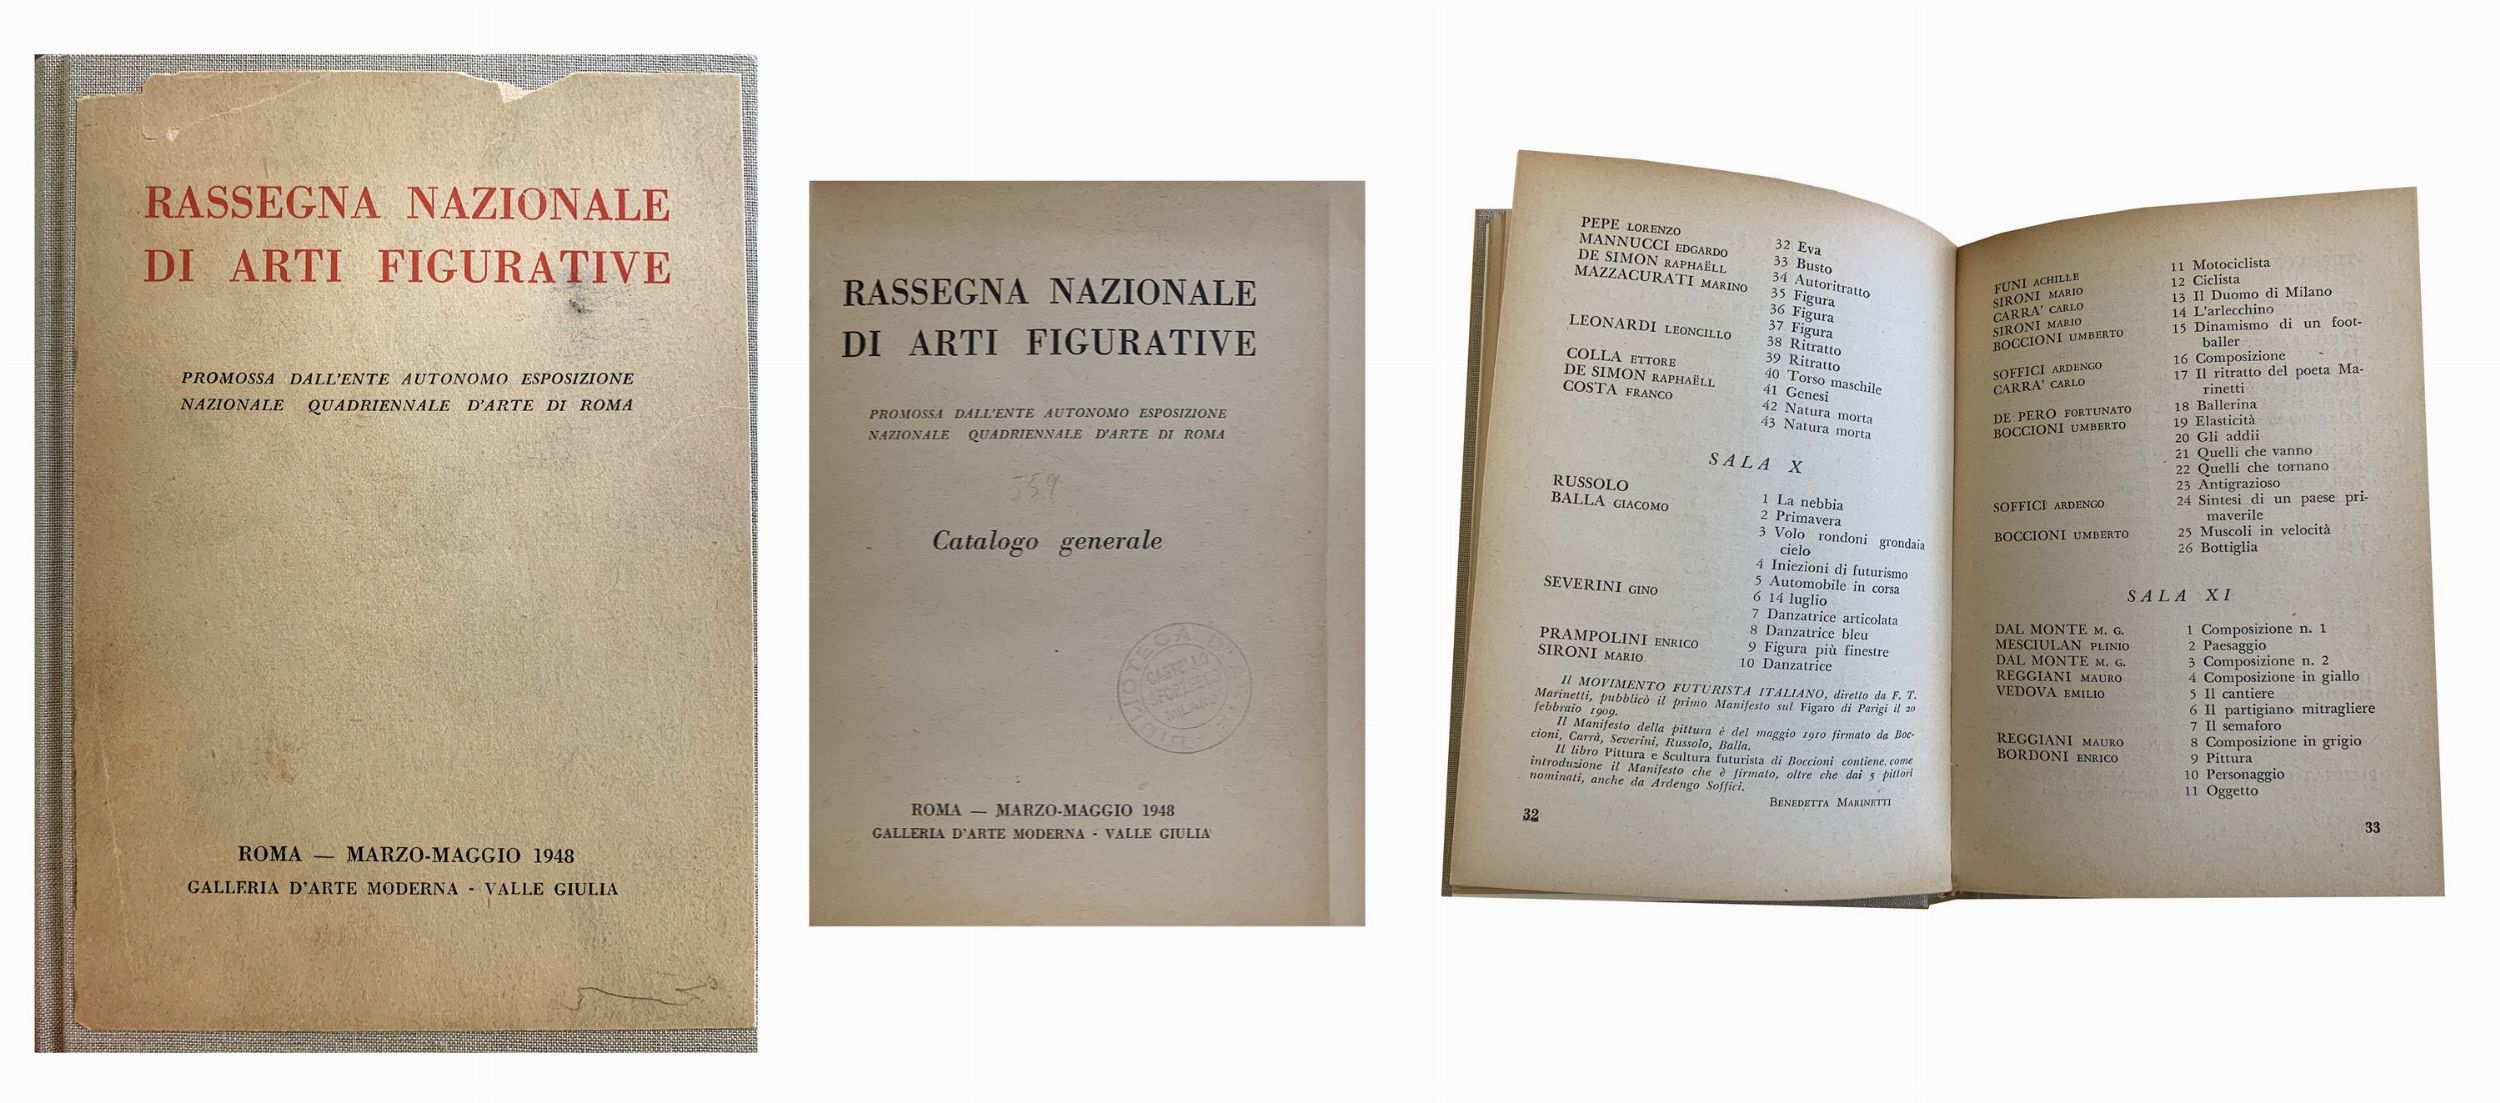 RASSEGNA NAZIONALE
DI ARTI FIGURATIVE
PROMOSSA DALL'ENTE AUTONOMO ESPOSIZIONE
NAZIONALE QUADRIENNALE D'ARTE DI ROMA
ROMA — MARZO-MAGGIO 1948
GALLERIA D'ARTE MODERNA - VALLE GIULIA
RASSEGNA NAZIONALE
DI ARTI FIGURATIVE
PROMOSSA DALL'ENTE AUTONOMO ESPOSIZIONE
NAZIONALE QUADRIENNALE D'ARTE DI ROMA
559
Catalogo generale
CASTELLO
SFORZESCO
MILANO
ROMA — MARZO-MAGGIO 1948
GALLERIA D'ARTE MODERNA - VALLE GIULIA
PEPE LORENZO 32 Eva
MANNUCCI EDGARDO 33 Busto
DE SIMON RAPHAËLL 34 Autoritratto
MAZZACURATI MARINO 35 Figura
36 Figura
37 Figura
LEONARDI LEONCILLO 38 Ritratto
39 Ritratto
COLLA ETTORE 40 Torso maschile
DE SIMON RAPHAËLL 41 Genesi
COSTA FRANCO 42 Natura morta
43 Natura morta
SALA X
RUSSOLO 1 La nebbia
BALLA GIACOMO 2 Primavera
3 Volo rondoni grondaia
cielo
4 Iniezioni di futurismo
5 Automobile in corsa
SEVERINI GINO 6 14 luglio
7 Danzatrice articolata
8 Danzatrice bleu
PRAMPOLINI ENRICO 9 Figura più finestre
SIRONI MARIO 10 Danzatrice
Il MOVIMENTO FUTURISTA ITALIANO, diretto da F. T.
Marinetti, pubblicò il primo Manifesto sul Figaro di Parigi il 20
febbraio 1909.
Il Manifesto della pittura è del maggio 1910 firmato da Boc-
cioni, Carrà, Severini, Russolo, Balla.
Il libro Pittura e Scultura futurista di Boccioni contiene come
introduzione il Manifesto che è firmato, oltre che dai 5 pittori
nominati, anche da Ardengo Soffici.
BENEDETTA MARINETTI
32
FUNI ACHILLE 11 Motociclista
SIRONI MARIO 12 Ciclista
CARRA' CARLO 13 Il Duomo di Milano
SIRONI MARIO 14 L'arlecchino
BOCCIONI UMBERTO 15 Dinamismo di un foot-
baller
SOFFICI ARDENGO 16 Composizione
CARRA' CARLO 17 Il ritratto del poeta Ma-
rinetti
DE PERO FORTUNATO 18 Ballerina
BOCCIONI UMBERTO 19 Elasticità
20 Gli addii
21 Quelli che vanno
22 Quelli che tornano
23 Antigrazioso
SOFFICI ARDENGO 24 Sintesi di un paese pri-
maverile
BOCCIONI UMBERTO 25 Muscoli in velocità
26 Bottiglia
SALA XI
DAL MONTE M. G. 1 Composizione n. 1
MESCIULAN PLINIO 2 Paesaggio
DAL MONTE M. G. 3 Composizione n. 2
REGGIANI MAURO 4 Composizione in giallo
VEDOVA EMILIO 5 Il cantiere
6 Il partigiano mitragliere
7 Il semaforo
REGGIANI MAURO 8 Composizione in grigio
BORDONI ENRICO 9 Pittura
10 Personaggio
11 Oggetto
33